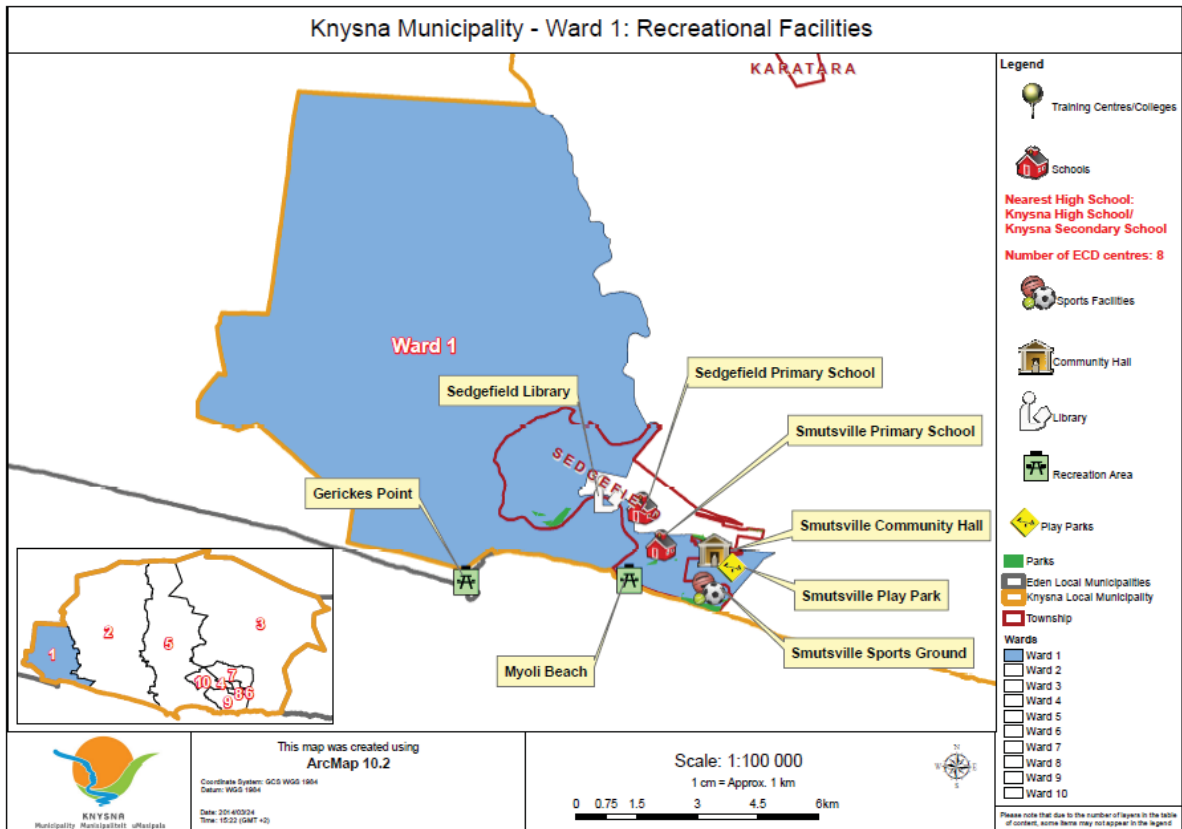 Knysna Municipality - Ward 1: Recreational Facilities
KARATARA
Ward 1
Sedgefield Primary School
Sedgefield Library
Smutsville Primary School
SEDGEFIELD
Gerickes Point
Smutsville Community Hall
Smutsville Play Park
Smutsville Sports Ground
Myoli Beach
1
2
5
3
7
10
4
8
6
9
Legend
Training Centres/Colleges
Schools
Nearest High School:
Knysna High School/
Knysna Secondary School
Number of ECD centres: 8
Sports Facilities
Community Hall
Library
Recreation Area
Play Parks
Parks
Eden Local Municipalities
Knysna Local Municipality
Township
Wards
Ward 1
Ward 2
Ward 3
Ward 4
Ward 5
Ward 6
Ward 7
Ward 8
Ward 9
Ward 10
Please note that due to the number of layers in the table
of content, some items may not appear in the legend
KNYSNA
Municipality Munisipaliteit uMasipala
This map was created using
ArcMap 10.2
Coordinate System: GCS WGS 1984
Datum: WGS 1984
Date: 2014/03/24
Time: 15:22 (GMT +2)
Scale: 1:100 000
1 cm = Approx. 1 km
0 0.75 1.5 3 4.5 6km
N
W E
S